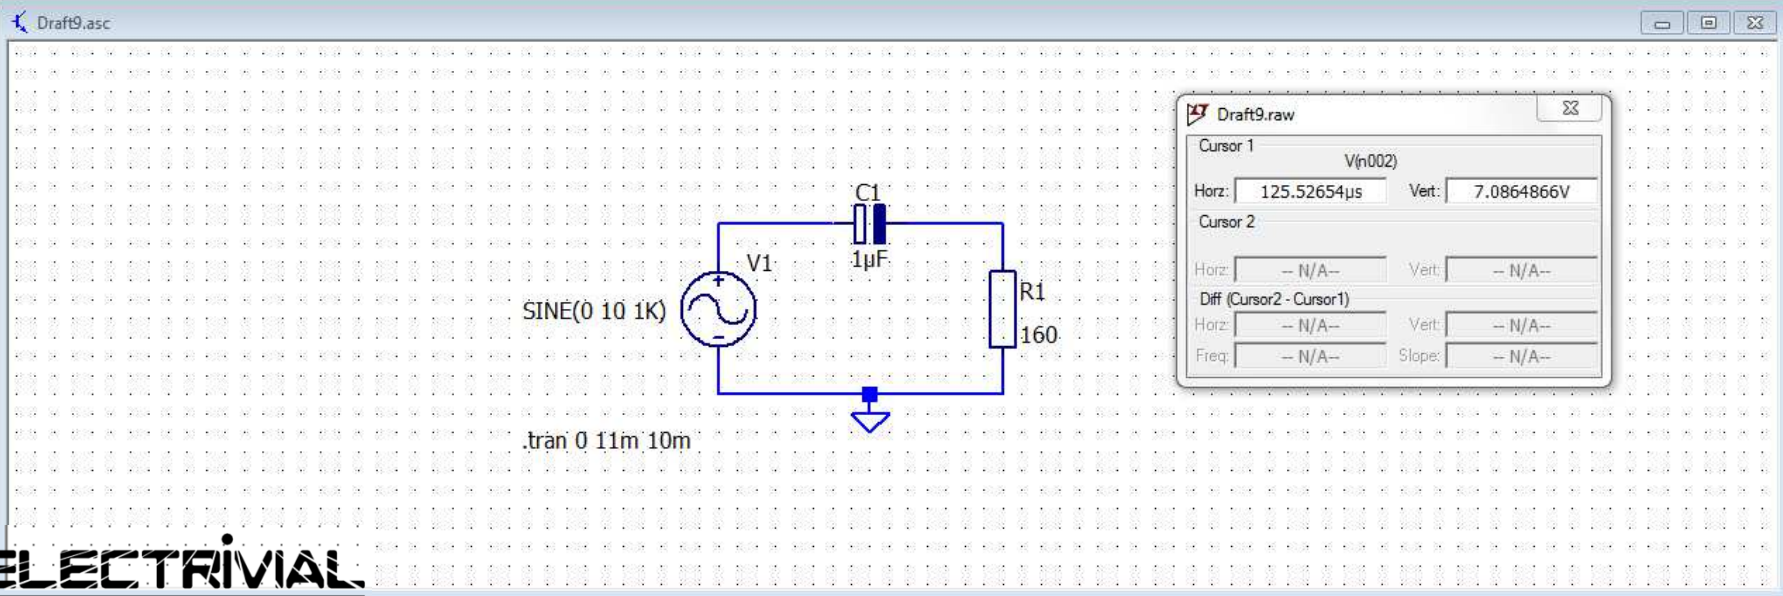 Draft9.asc
Draft9.raw
Cursor 1
V(n002)
Horz: 125.52654µs Vert: 7.0864866V
Cursor 2
Horz: -- N/A-- Vert: -- N/A--
Diff (Cursor2 - Cursor1)
Horz: -- N/A-- Vert: -- N/A--
Freq: -- N/A-- Slope: -- N/A--
C1
1µF
V1
SINE(0 10 1K)
R1
160
.tran 0 11m 10m
ELECTRIVIAL